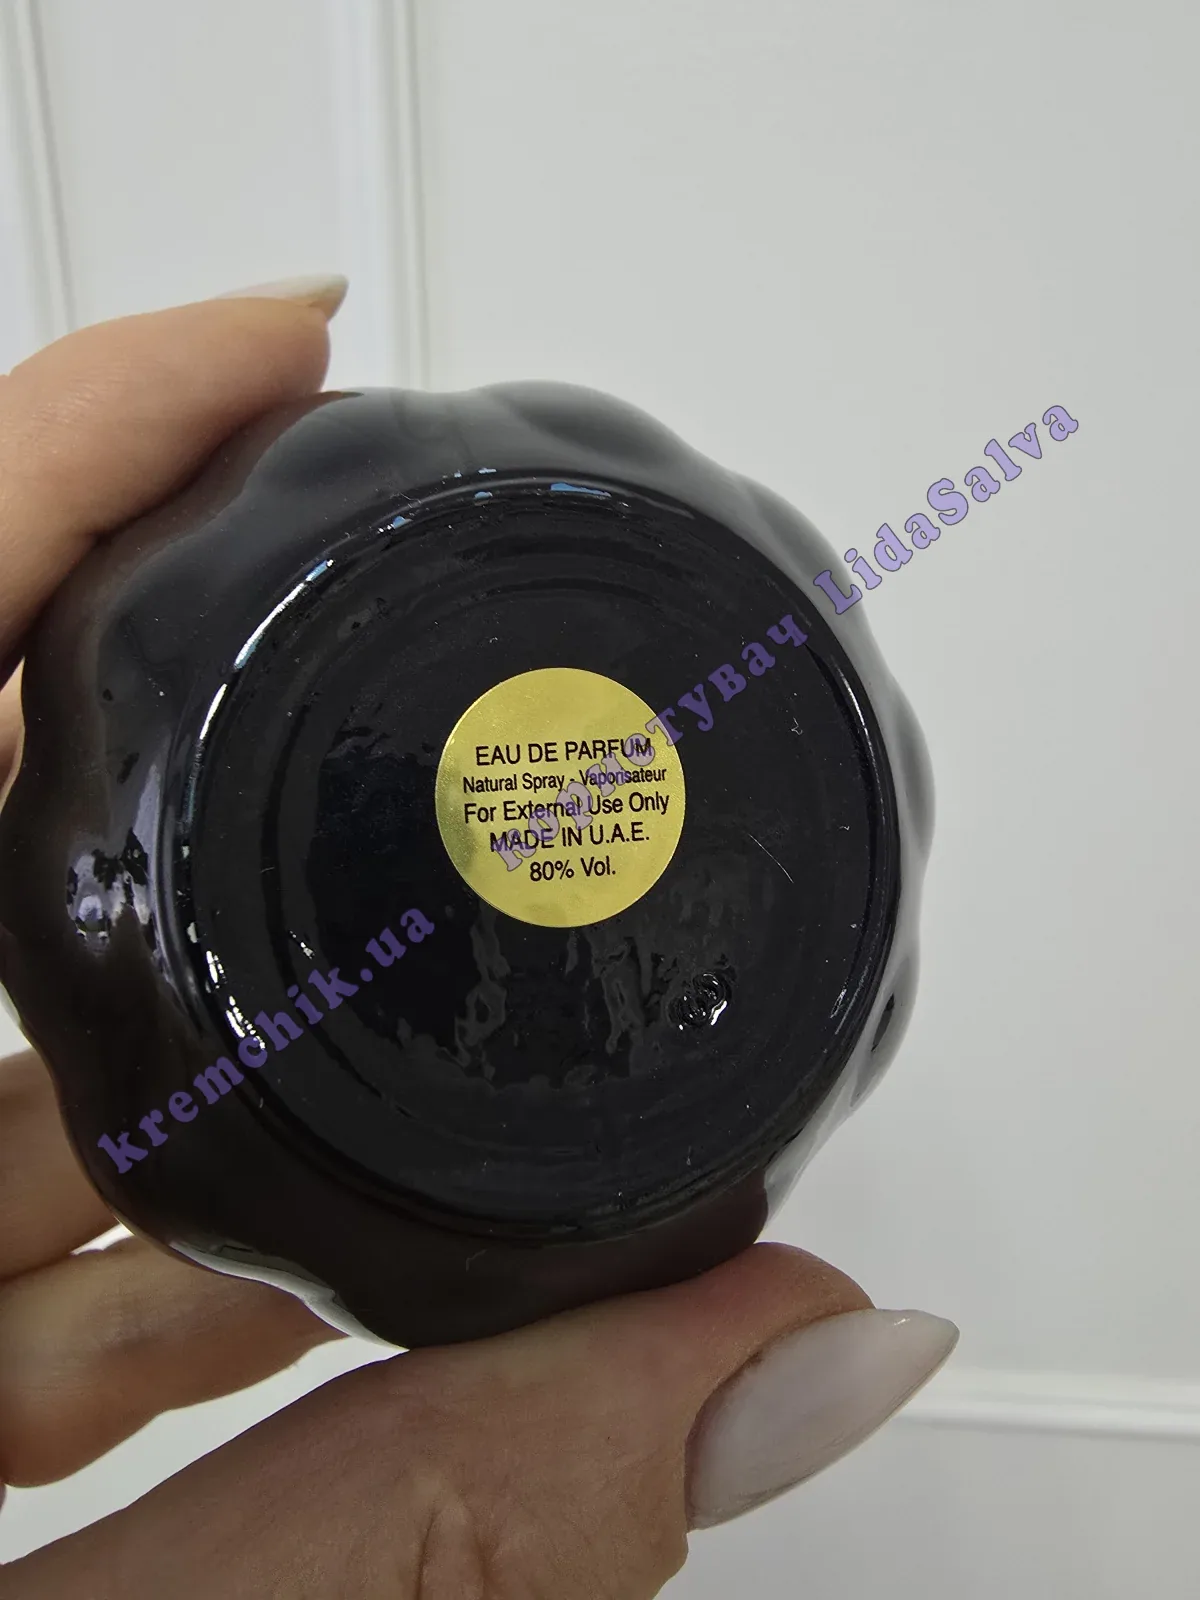 EAU DE PARFUM
Natural Spray - Vaporisateur
For External Use Only
MADE IN U.A.E.
80% Vol.
kremchik.ua користувач LidaSalva